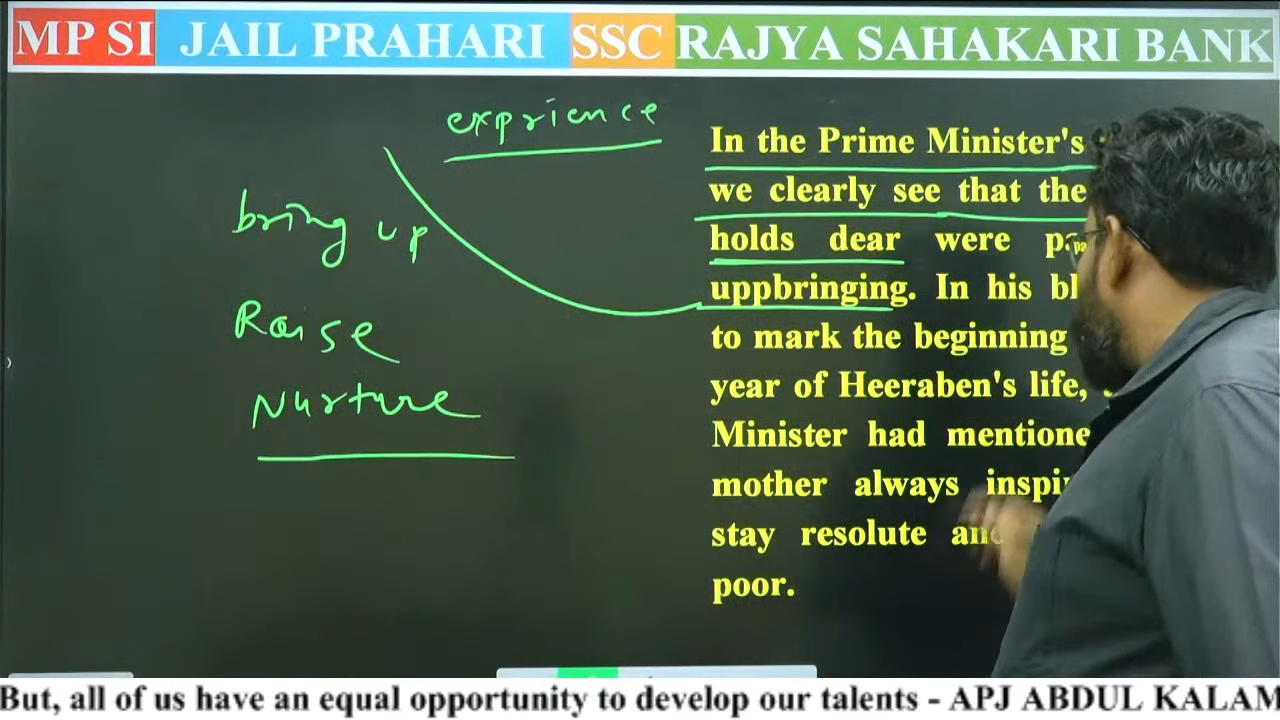 MP SI JAIL PRAHARI SSC RAJYA SAHAKARI BANK
exprience
bring up
Raise
Nurture
In the Prime Minister's
we clearly see that the
holds dear were
uppbringing. In his
to mark the beginning
year of Heeraben's life,
Minister had
mother always
stay resolute
poor.
But, all of us have an equal opportunity to develop our talents - APJ ABDUL KALAM